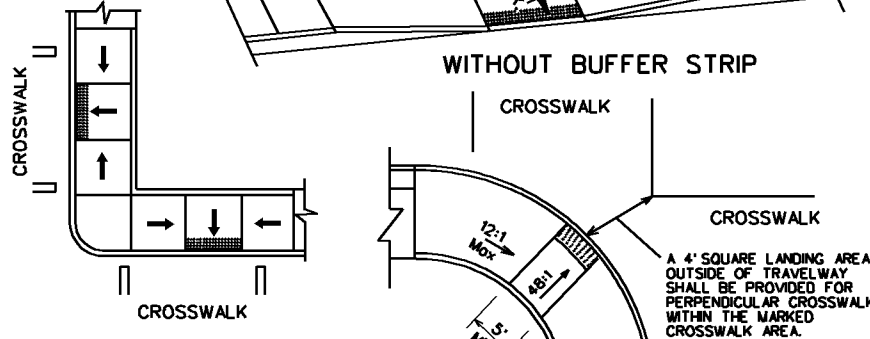 WITHOUT BUFFER STRIP
CROSSWALK
CROSSWALK
CROSSWALK
12:1
Max
48:1
5'
CROSSWALK
A 4' SQUARE LANDING AREA
OUTSIDE OF TRAVELWAY
SHALL BE PROVIDED FOR
PERPENDICULAR CROSSWALK
WITHIN THE MARKED
CROSSWALK AREA.